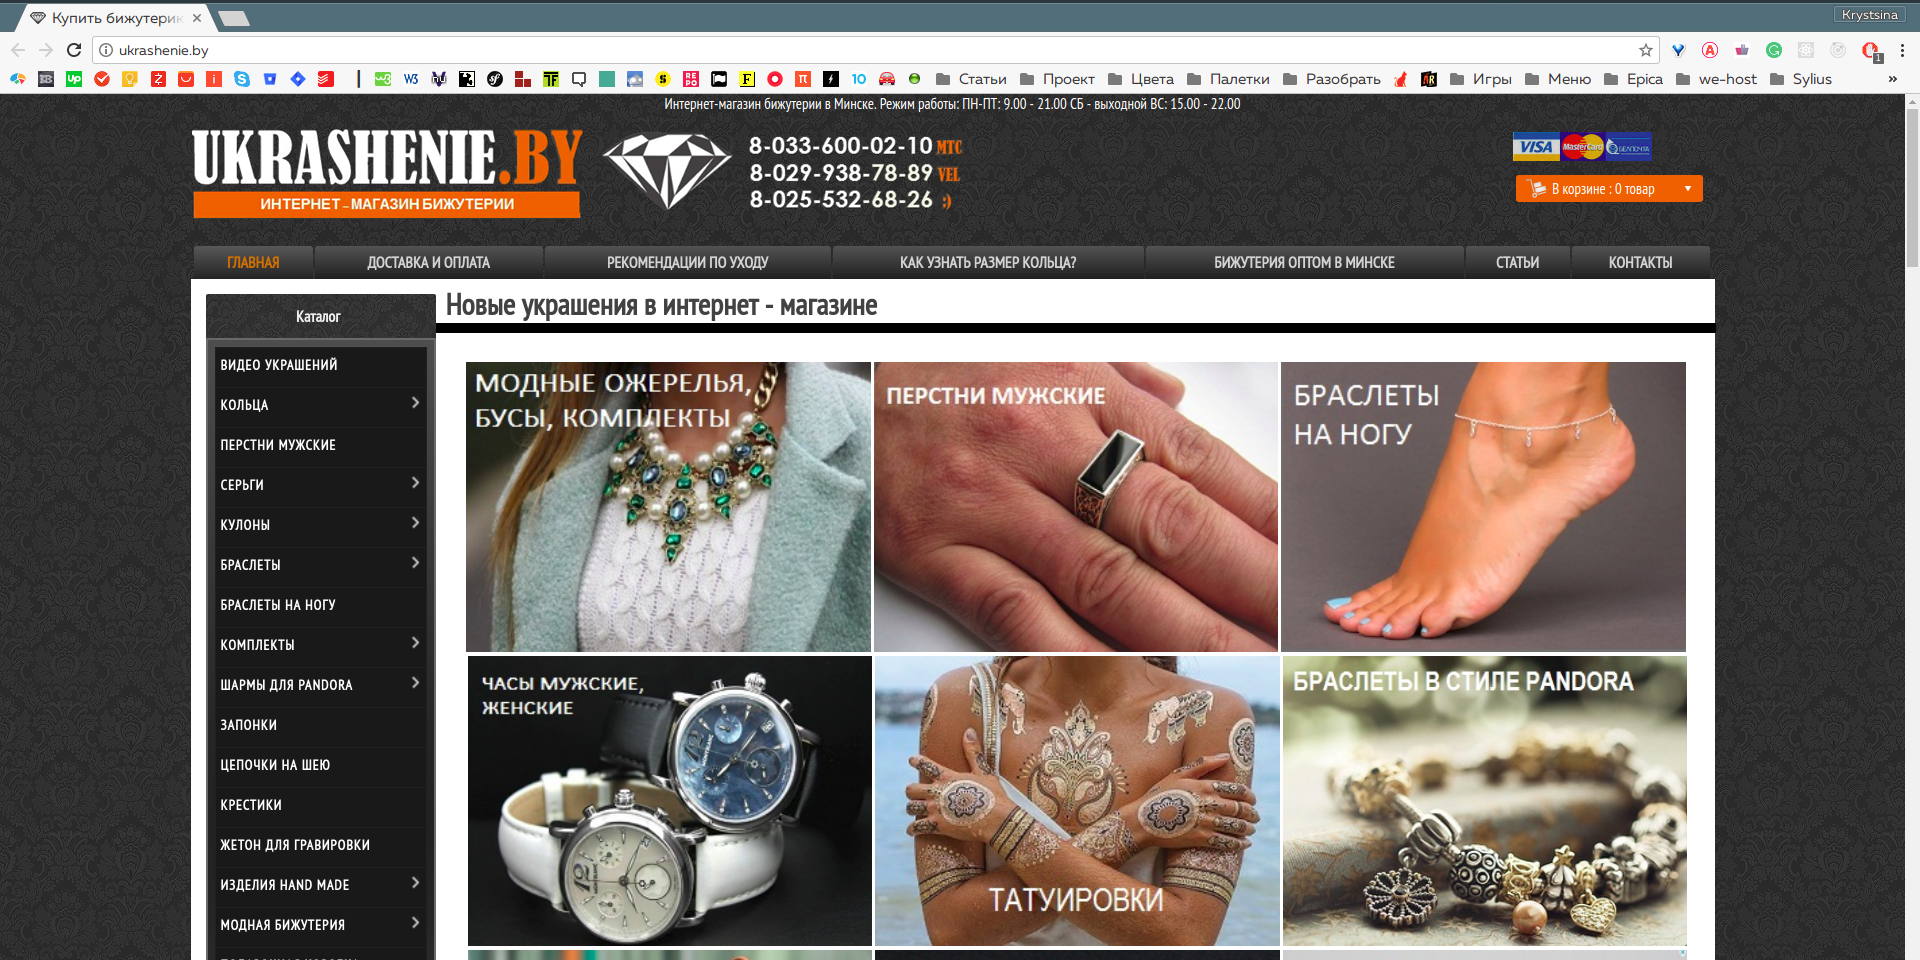 Купить бижутерик
Krystsina
ukrashenie.by
Статьи
Проект
Цвета
Палетки
Разобрать
Игры
Меню
Epica
we-host
Sylius
»
Интернет-магазин бижутерии в Минске. Режим работы: ПН-ПТ: 9.00 - 21.00 СБ - выходной ВС: 15.00 - 22.00
UKRASHENIE.BY
ИНТЕРНЕТ - МАГАЗИН БИЖУТЕРИИ
8-033-600-02-10 МТС
8-029-938-78-89 VEL
8-025-532-68-26 :)
VISA MasterCard БЕЛПОЧТА
В корзине : 0 товар
ГЛАВНАЯ
ДОСТАВКА И ОПЛАТА
РЕКОМЕНДАЦИИ ПО УХОДУ
КАК УЗНАТЬ РАЗМЕР КОЛЬЦА?
БИЖУТЕРИЯ ОПТОМ В МИНСКЕ
СТАТЬИ
КОНТАКТЫ
Каталог
ВИДЕО УКРАШЕНИЙ
КОЛЬЦА
ПЕРСТНИ МУЖСКИЕ
СЕРЬГИ
КУЛОНЫ
БРАСЛЕТЫ
БРАСЛЕТЫ НА НОГУ
КОМПЛЕКТЫ
ШАРМЫ ДЛЯ PANDORA
ЗАПОНКИ
ЦЕПОЧКИ НА ШЕЮ
КРЕСТИКИ
ЖЕТОН ДЛЯ ГРАВИРОВКИ
ИЗДЕЛИЯ HAND MADE
МОДНАЯ БИЖУТЕРИЯ
Новые украшения в интернет - магазине
МОДНЫЕ ОЖЕРЕЛЬЯ,
БУСЫ, КОМПЛЕКТЫ
ПЕРСТНИ МУЖСКИЕ
БРАСЛЕТЫ
НА НОГУ
ЧАСЫ МУЖСКИЕ,
ЖЕНСКИЕ
ТАТУИРОВКИ
БРАСЛЕТЫ В СТИЛЕ PANDORA